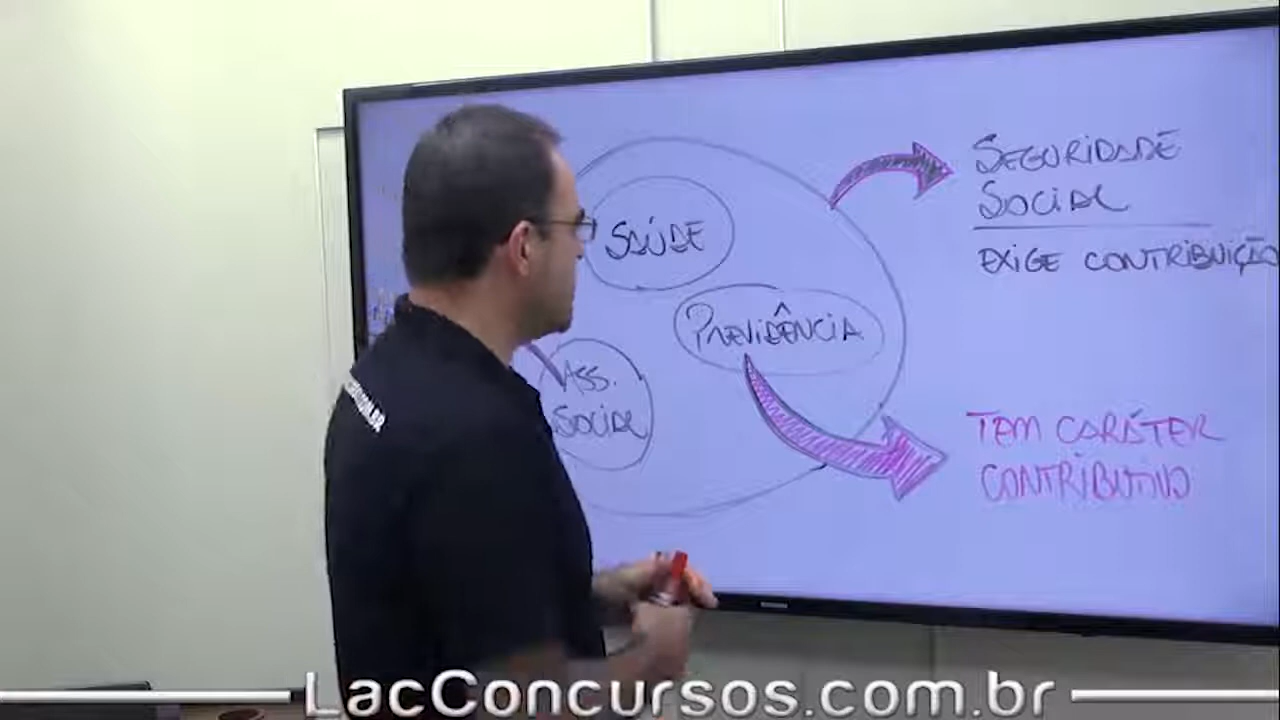 SAÚDE
PREVIDÊNCIA
ASS.
SOCIAL
SEGURIDADE
SOCIAL
EXIGE CONTRIBUIÇÃO
TEM CARÁTER
CONTRIBUTIVO
LacConcursos.com.br